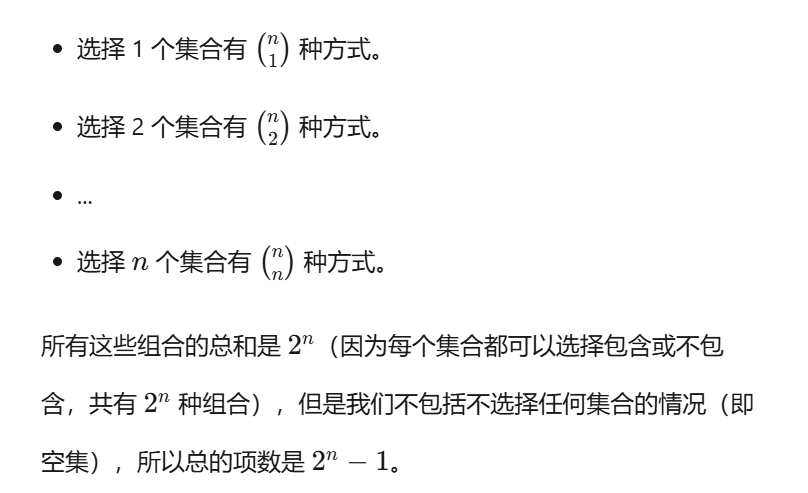 • 选择 1 个集合有 $\binom{n}{1}$ 种方式。
• 选择 2 个集合有 $\binom{n}{2}$ 种方式。
• ...
• 选择 $n$ 个集合有 $\binom{n}{n}$ 种方式。
所有这些组合的总和是 $2^n$（因为每个集合都可以选择包含或不包
含，共有 $2^n$ 种组合），但是我们不包括不选择任何集合的情况（即
空集），所以总的项数是 $2^n - 1$。